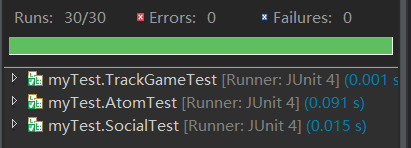 Runs: 30/30 Errors: 0 Failures: 0
myTest.TrackGameTest [Runner: JUnit 4] (0.001 s
myTest.AtomTest [Runner: JUnit 4] (0.091 s)
myTest.SocialTest [Runner: JUnit 4] (0.015 s)